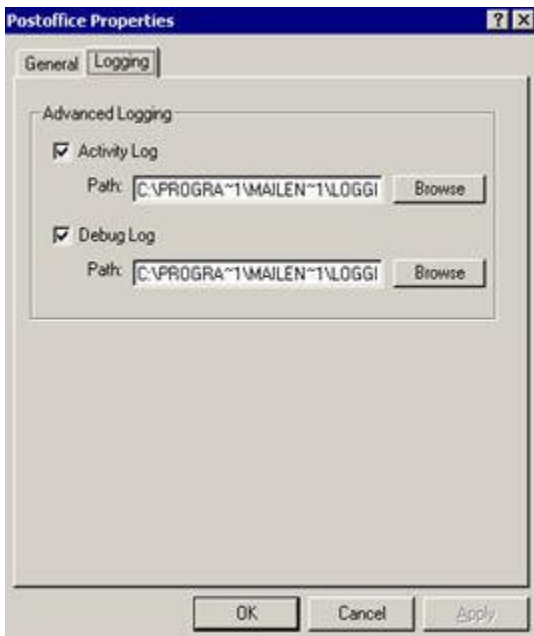 Postoffice Properties
General Logging
Advanced Logging
Activity Log
Path: C:\PROGRA~1\MAILEN~1\LOGGI Browse
Debug Log
Path: C:\PROGRA~1\MAILEN~1\LOGGI Browse
OK Cancel Apply